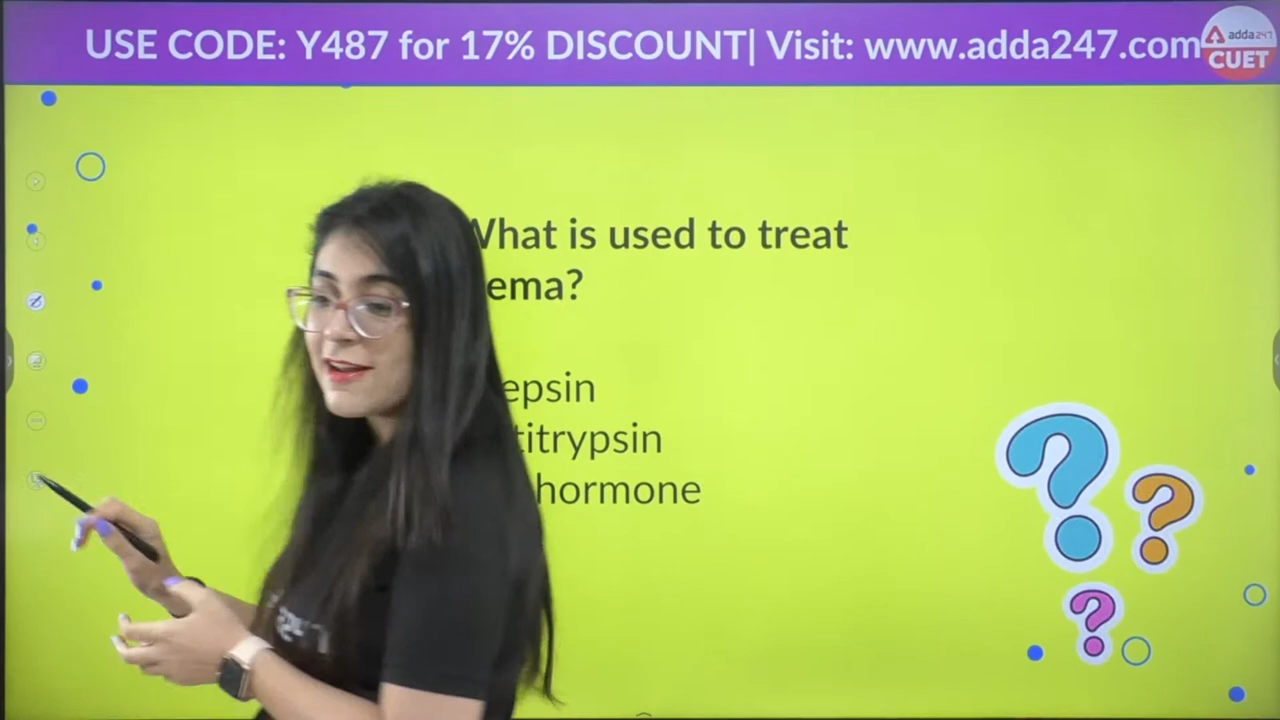 USE CODE: Y487 for 17% DISCOUNT| Visit: www.adda247.com
adda247
CUET
What is used to treat
ema?
epsin
titrypsin
hormone